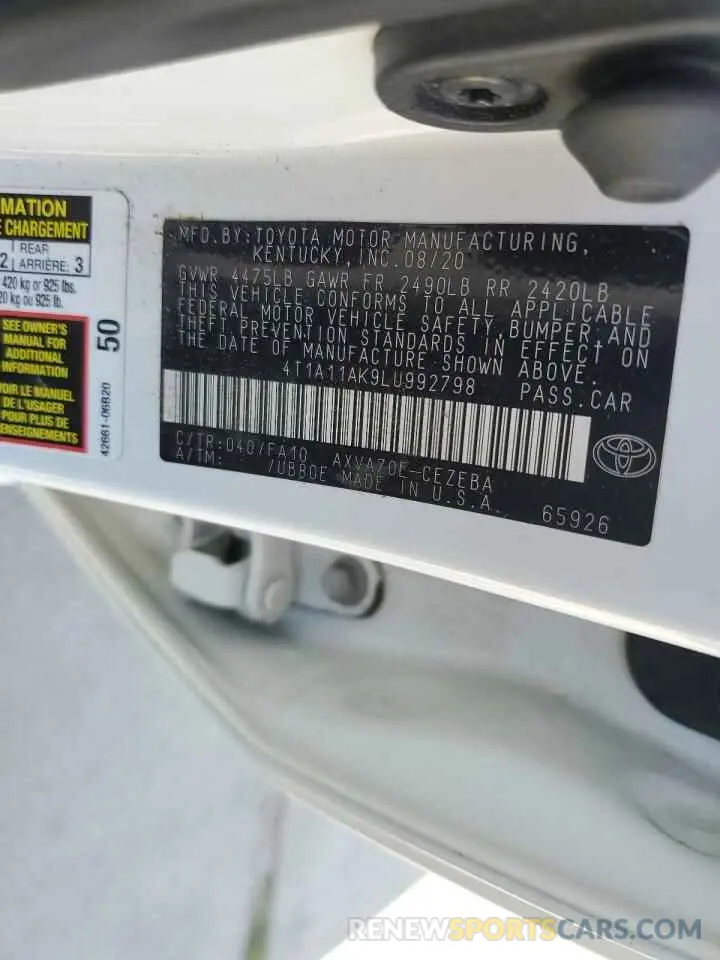 MATION
E CHARGEMENT
REAR
2 ARRIÈRE: 3
420 kg or 925 lbs.
20 kg ou 925 lb.
SEE OWNER'S
MANUAL FOR
ADDITIONAL
INFORMATION
VOIR LE MANUEL
DE L'USAGER
POUR PLUS DE
RENSEIGNEMENTS
50
42661-06B20
MFD. BY: TOYOTA MOTOR MANUFACTURING,
KENTUCKY, INC. 08/20
GVWR 4475LB GAWR FR 2490LB RR 2420LB
THIS VEHICLE CONFORMS TO ALL APPLICABLE
FEDERAL MOTOR VEHICLE SAFETY, BUMPER, AND
THEFT PREVENTION STANDARDS IN EFFECT ON
THE DATE OF MANUFACTURE SHOWN ABOVE.
4T1A11AK9LU992798 PASS.CAR
C/TR: 040/FA10 AXVA70L-CEZEBA
A/TM: /UB80E MADE IN U.S.A.
65926
RENEWSPORTSCARS.COM